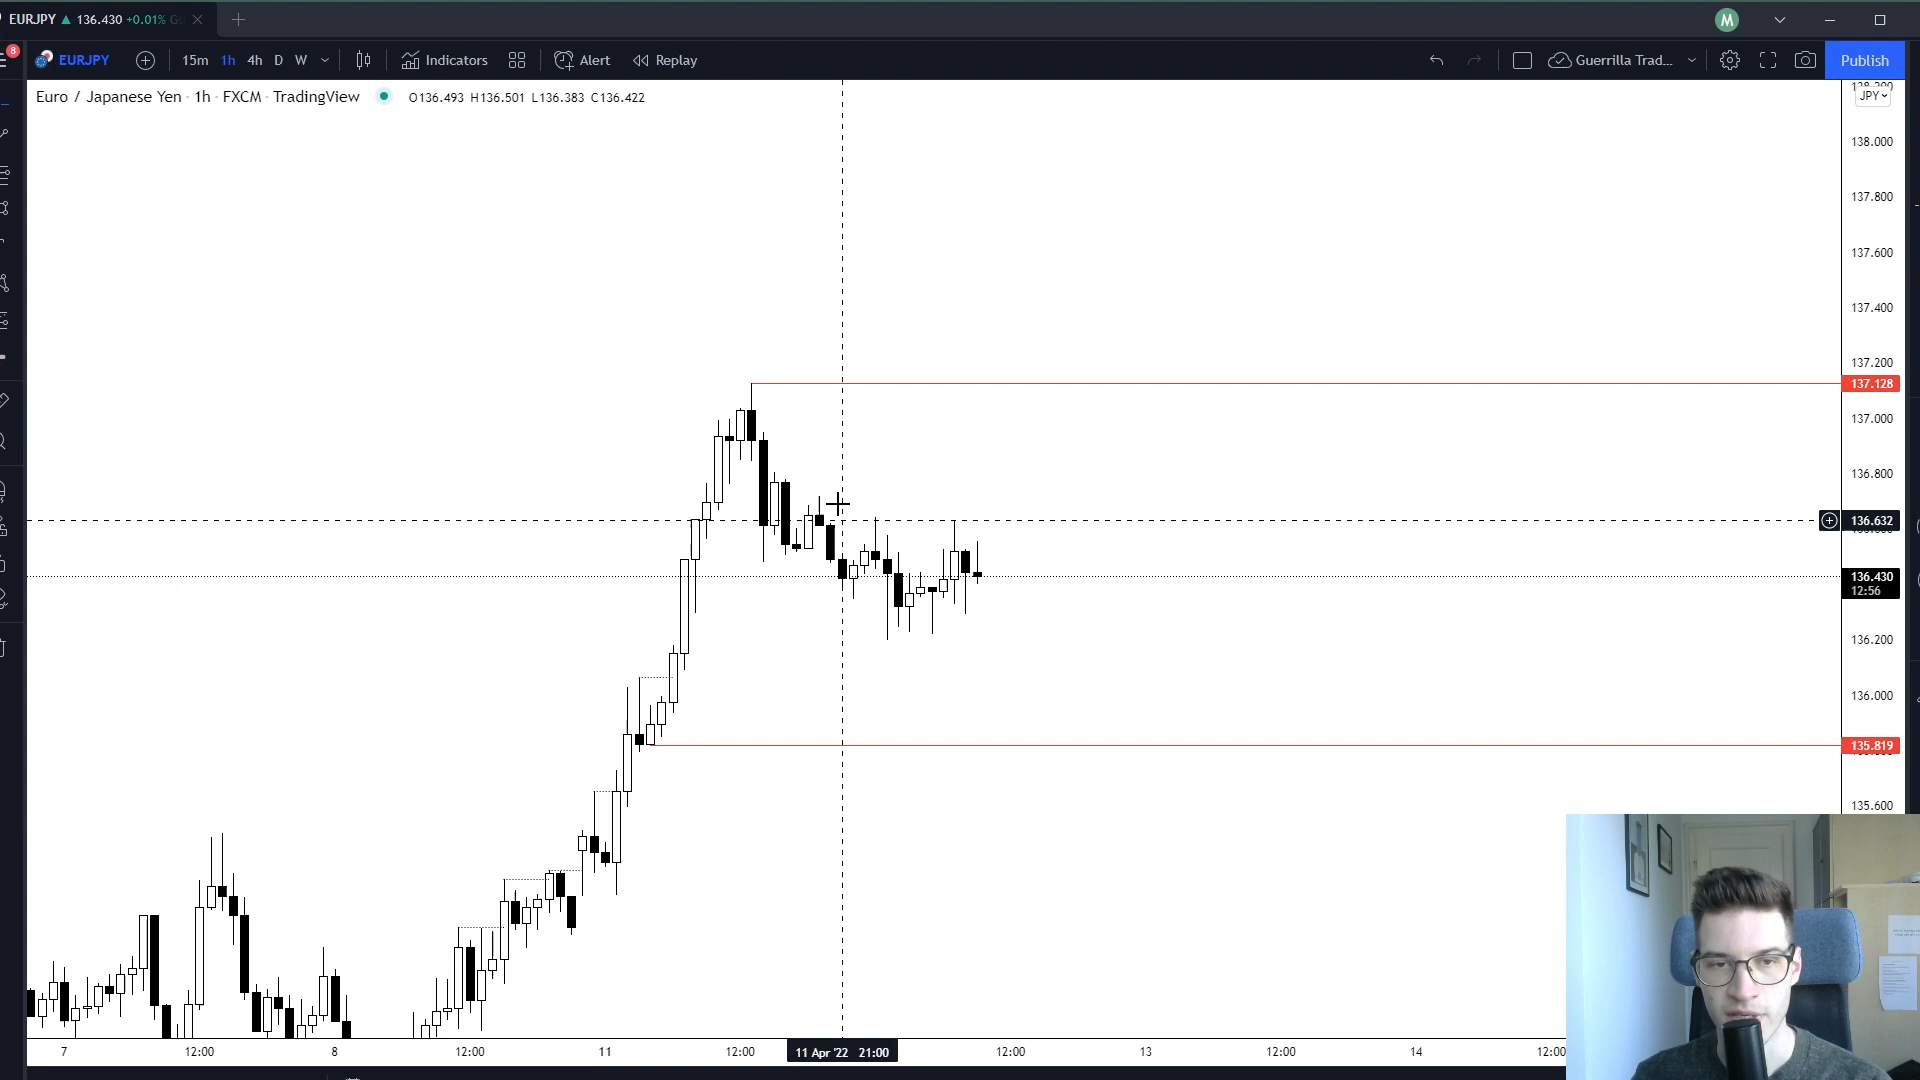 EURJPY 136.430 +0.01%
M
8
EURJPY 15m 1h 4h D W Indicators Alert Replay Guerrilla Trad... Publish
Euro / Japanese Yen · 1h · FXCM · TradingView O136.493 H136.501 L136.383 C136.422
JPY
138.000
137.800
137.600
137.400
137.200
137.128
137.000
136.800
136.632
136.430
12:56
136.200
136.000
135.819
135.600
7 12:00 8 12:00 11 12:00 11 Apr '22 21:00 12:00 13 12:00 14 12:00